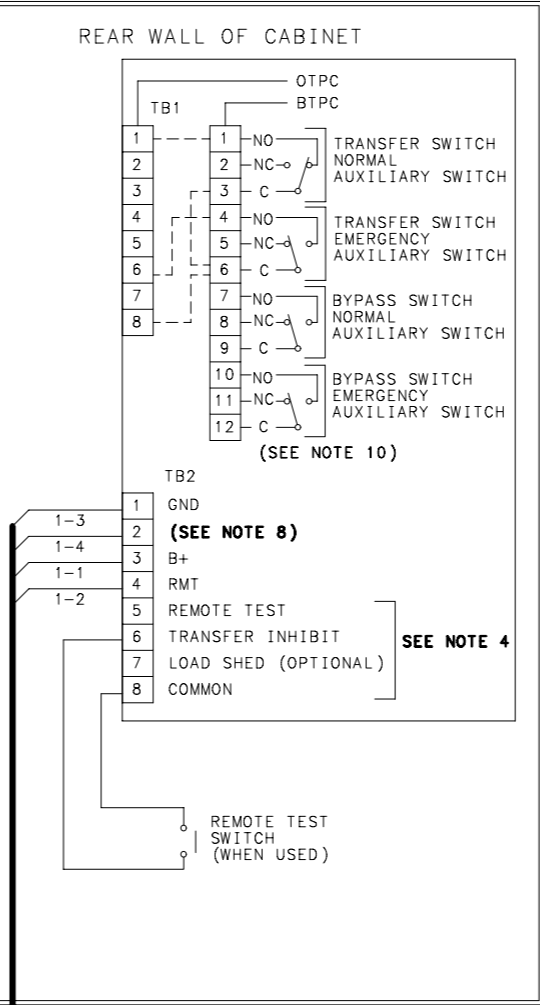 REAR WALL OF CABINET
OTPC
BTPC
TB1
1
2
3
4
5
6
7
8
1 NO
2 NC
3 C
TRANSFER SWITCH
NORMAL
AUXILIARY SWITCH
4 NO
5 NC
6 C
TRANSFER SWITCH
EMERGENCY
AUXILIARY SWITCH
7 NO
8 NC
9 C
BYPASS SWITCH
NORMAL
AUXILIARY SWITCH
10 NO
11 NC
12 C
BYPASS SWITCH
EMERGENCY
AUXILIARY SWITCH
(SEE NOTE 10)
TB2
1-3
1-4
1-1
1-2
1 GND
2 (SEE NOTE 8)
3 B+
4 RMT
5 REMOTE TEST
6 TRANSFER INHIBIT
7 LOAD SHED (OPTIONAL)
8 COMMON
SEE NOTE 4
REMOTE TEST
SWITCH
(WHEN USED)